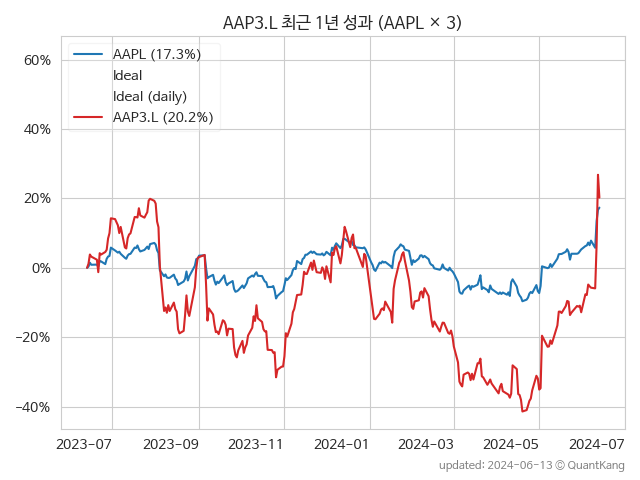 AAP3.L 최근 1년 성과 (AAPL × 3)
AAPL (17.3%)
Ideal
Ideal (daily)
AAP3.L (20.2%)
60%
40%
20%
0%
−20%
−40%
2023-07 2023-09 2023-11 2024-01 2024-03 2024-05 2024-07
updated: 2024-06-13 © QuantKang